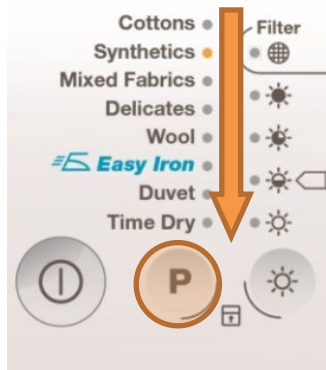 Cottons
Filter
Synthetics
Mixed Fabrics
Delicates
Wool
Easy Iron
Duvet
Time Dry
P